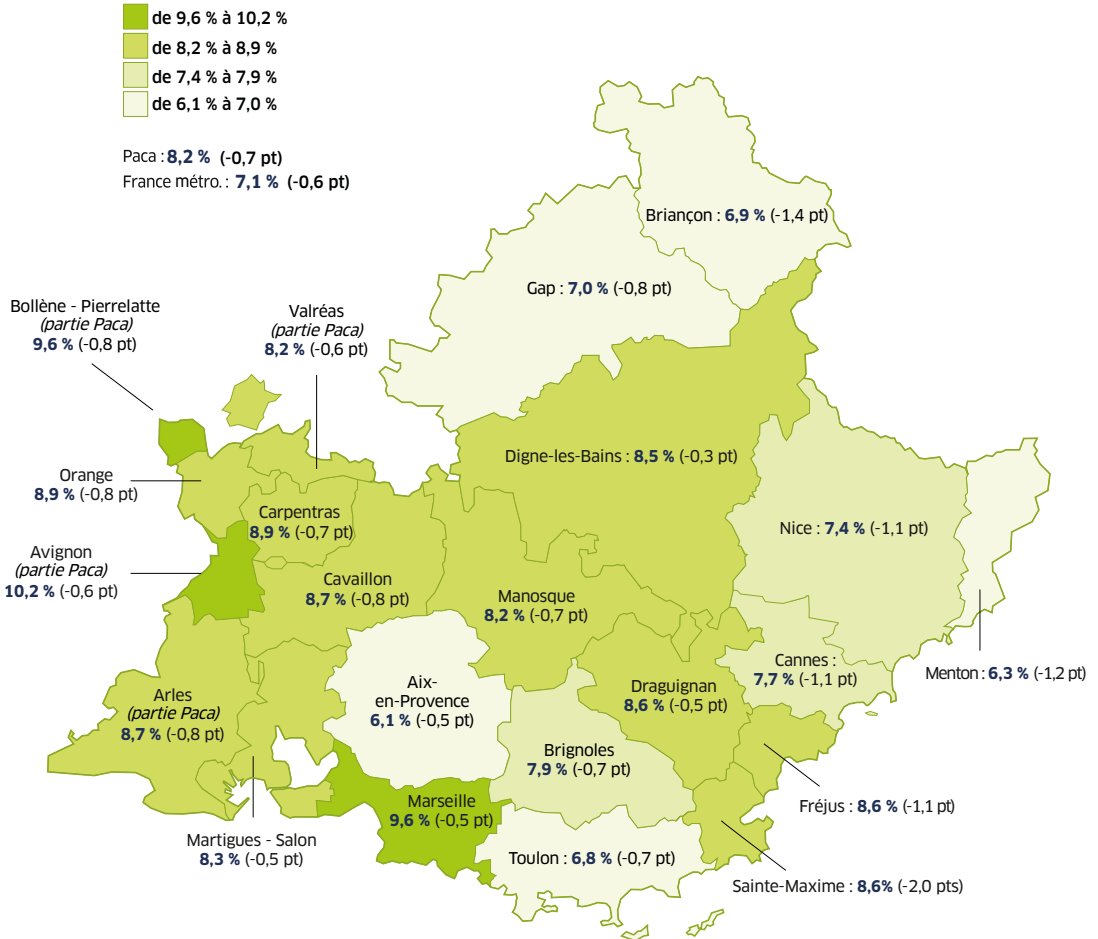 de 9,6 % à 10,2 %
de 8,2 % à 8,9 %
de 7,4 % à 7,9 %
de 6,1 % à 7,0 %
Paca : 8,2 % (-0,7 pt)
France métro. : 7,1 % (-0,6 pt)
Briançon : 6,9 % (-1,4 pt)
Gap : 7,0 % (-0,8 pt)
Bollène - Pierrelatte
(partie Paca)
9,6 % (-0,8 pt)
Valréas
(partie Paca)
8,2 % (-0,6 pt)
Digne-les-Bains : 8,5 % (-0,3 pt)
Orange
8,9 % (-0,8 pt)
Carpentras
8,9 % (-0,7 pt)
Nice : 7,4 % (-1,1 pt)
Avignon
(partie Paca)
10,2 % (-0,6 pt)
Cavaillon
8,7 % (-0,8 pt)
Manosque
8,2 % (-0,7 pt)
Cannes :
7,7 % (-1,1 pt)
Menton : 6,3 % (-1,2 pt)
Aix-
en-Provence
6,1 % (-0,5 pt)
Draguignan
8,6 % (-0,5 pt)
Arles
(partie Paca)
8,7 % (-0,8 pt)
Brignoles
7,9 % (-0,7 pt)
Marseille
9,6 % (-0,5 pt)
Fréjus : 8,6 % (-1,1 pt)
Martigues - Salon
8,3 % (-0,5 pt)
Toulon : 6,8 % (-0,7 pt)
Sainte-Maxime : 8,6% (-2,0 pts)